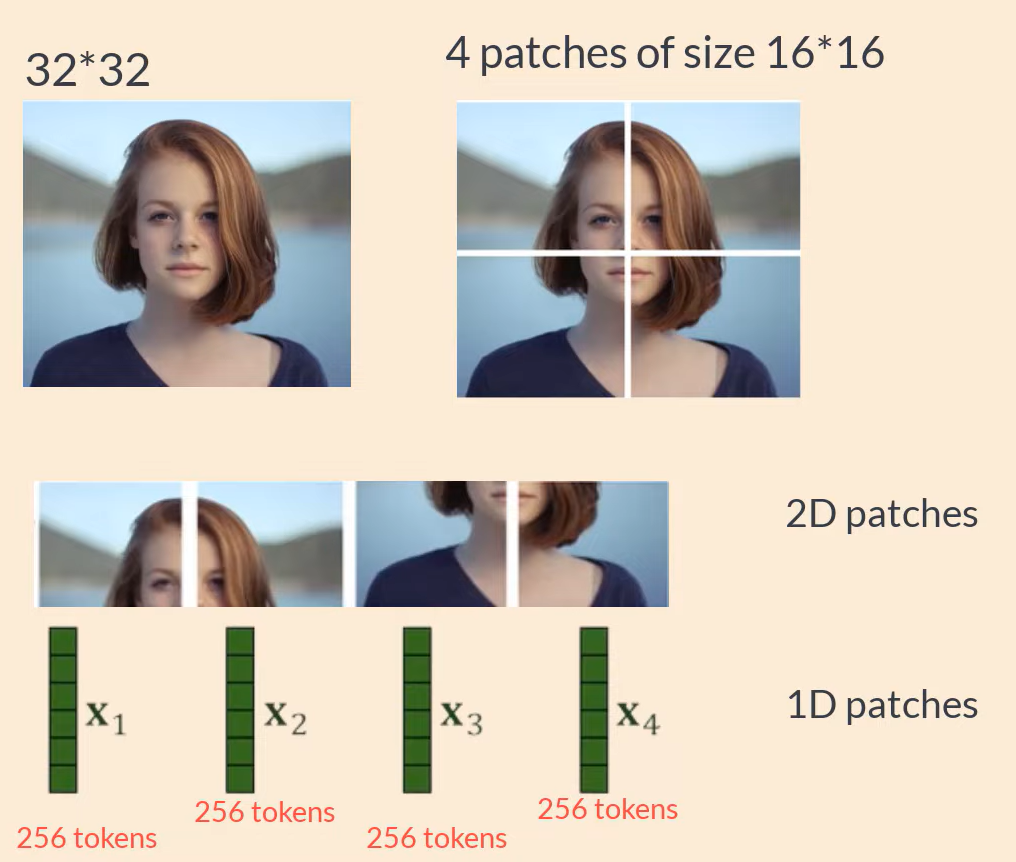 32*32
4 patches of size 16*16
2D patches
x1
x2
x3
x4
1D patches
256 tokens
256 tokens
256 tokens
256 tokens